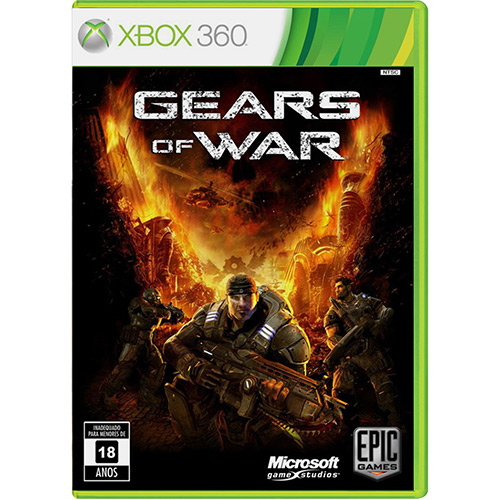 XBOX 360
NTSC
GEARS
OF WAR
INADEQUADO
PARA MENORES DE
18
ANOS
Microsoft
game studios
EPIC
GAMES